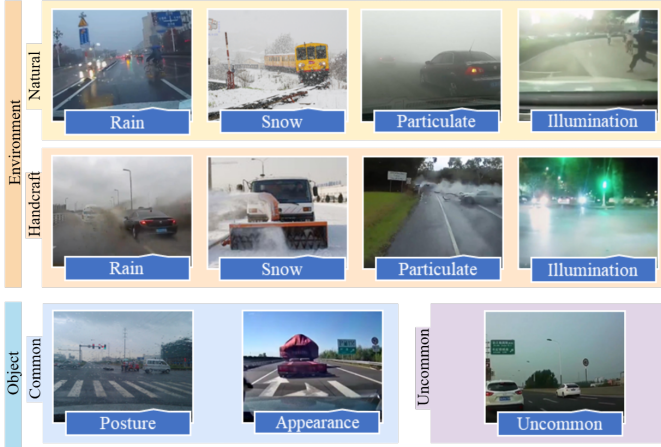 Environment
Natural
Rain
Snow
Particulate
Illumination
Handcraft
Rain
Snow
Particulate
Illumination
Object
Common
Posture
Appearance
Uncommon
Uncommon